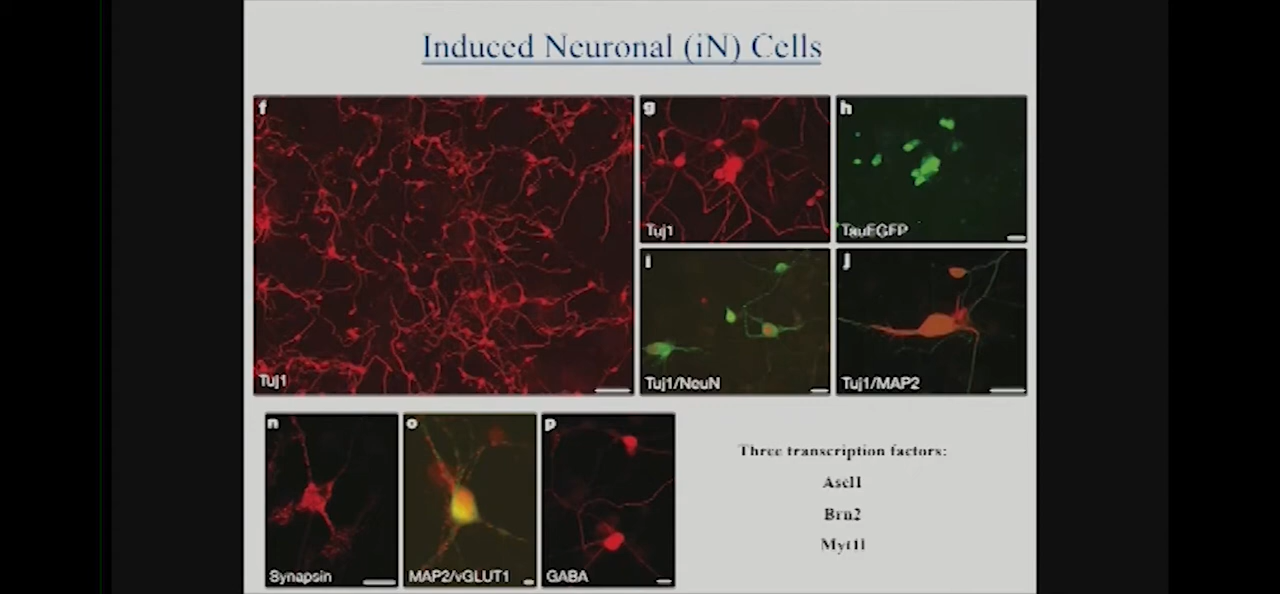 Induced Neuronal (iN) Cells
f
Tuj1
g
Tuj1
h
TauEGFP
i
Tuj1/NeuN
j
Tuj1/MAP2
n
Synapsin
o
MAP2/vGLUT1
p
GABA
Three transcription factors:
Ascl1
Brn2
Myt1l